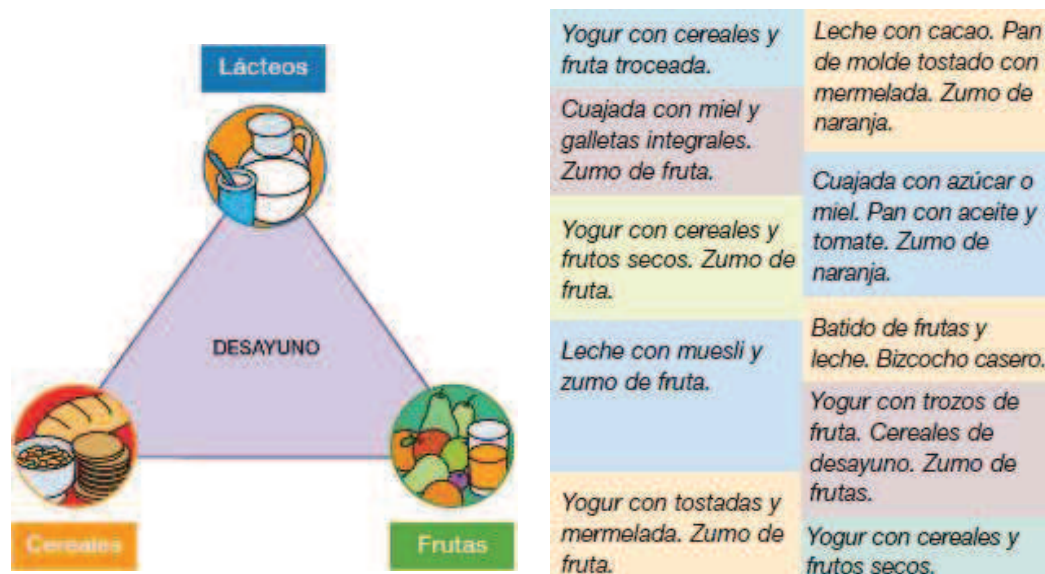 Lácteos
DESAYUNO
Cereales
Frutas
Yogur con cereales y
fruta troceada.
Cuajada con miel y
galletas integrales.
Zumo de fruta.
Yogur con cereales y
frutos secos. Zumo de
fruta.
Leche con muesli y
zumo de fruta.
Yogur con tostadas y
mermelada. Zumo de
fruta.
Leche con cacao. Pan
de molde tostado con
mermelada. Zumo de
naranja.
Cuajada con azúcar o
miel. Pan con aceite y
tomate. Zumo de
naranja.
Batido de frutas y
leche. Bizcocho casero.
Yogur con trozos de
fruta. Cereales de
desayuno. Zumo de
frutas.
Yogur con cereales y
frutos secos.